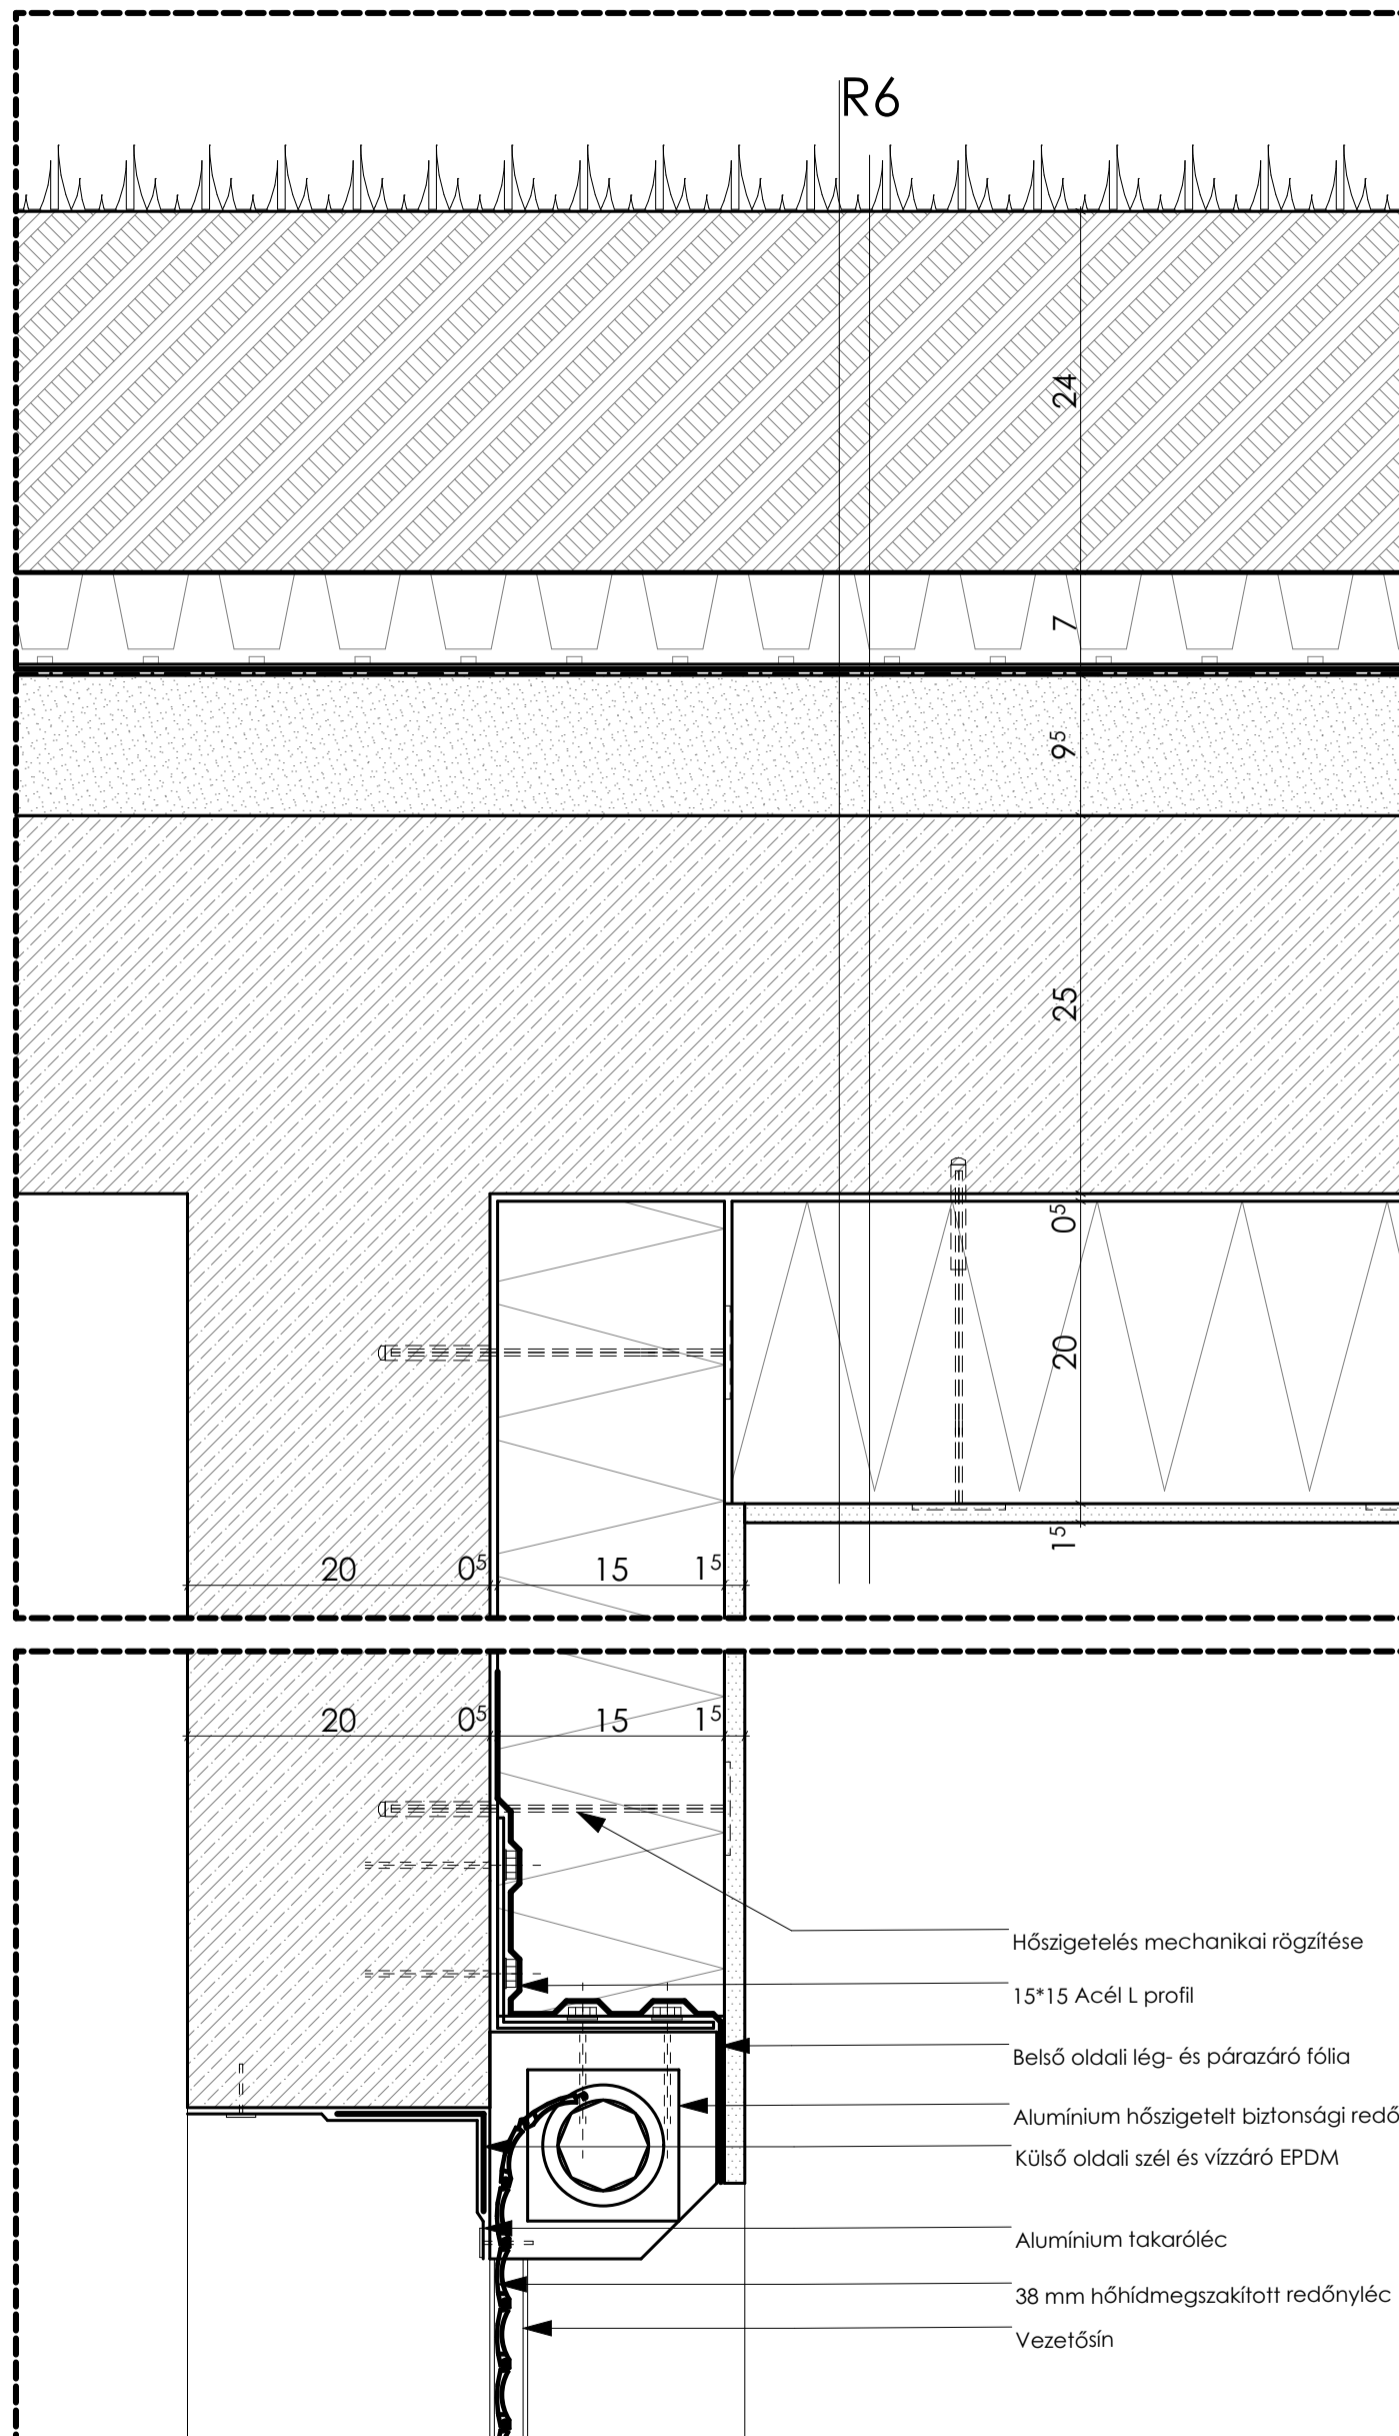 R6
24
7
9⁵
25
0⁵
20
1⁵
20 0⁵ 15 1⁵
20 0⁵ 15 1⁵
Hőszigetelés mechanikai rögzítése
15*15 Acél L profil
Belső oldali lég- és párazáró fólia
Alumínium hőszigetelt biztonsági redő
Külső oldali szél és vízzáró EPDM
Alumínium takaróléc
38 mm hőhídmegszakított redőnyléc
Vezetősín